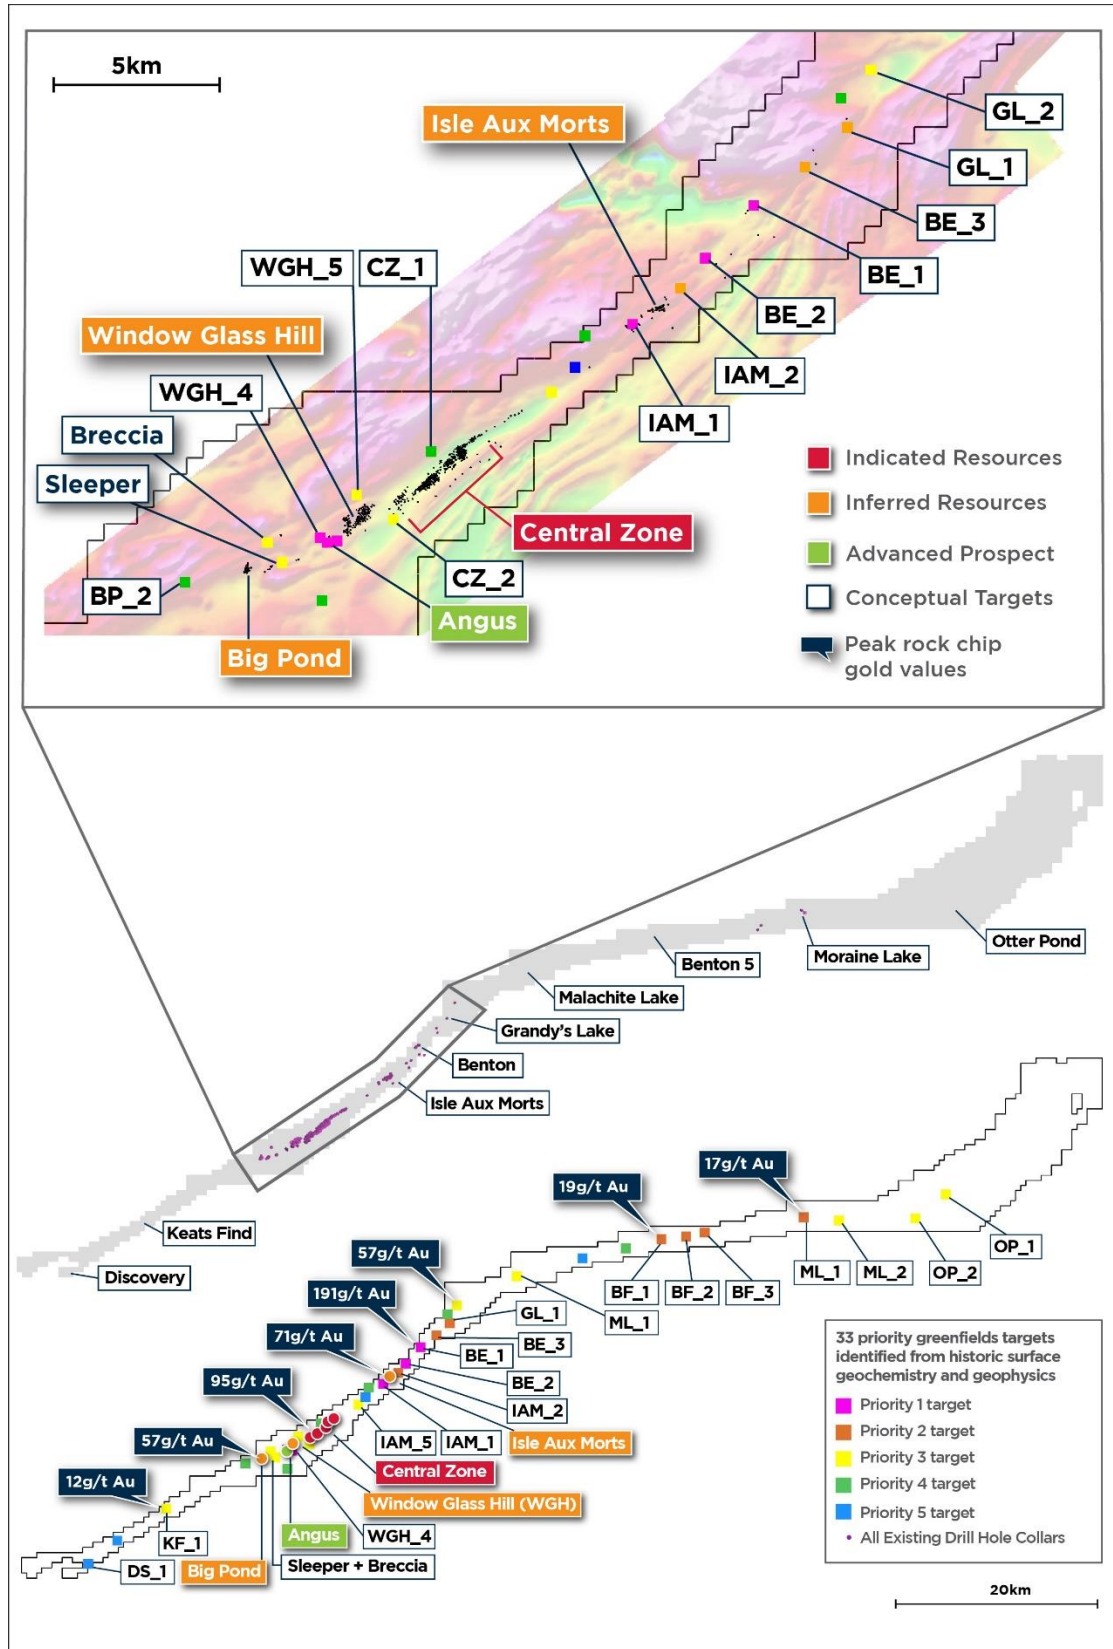 5km
GL_2
Isle Aux Morts
GL_1
BE_3
WGH_5
CZ_1
BE_1
BE_2
Window Glass Hill
IAM_2
WGH_4
IAM_1
Breccia
Sleeper
Central Zone
CZ_2
BP_2
Angus
Big Pond
Indicated Resources
Inferred Resources
Advanced Prospect
Conceptual Targets
Peak rock chip
gold values
Otter Pond
Moraine Lake
Benton 5
Malachite Lake
Grandy's Lake
Benton
Isle Aux Morts
Keats Find
Discovery
17g/t Au
19g/t Au
57g/t Au
191g/t Au
71g/t Au
95g/t Au
57g/t Au
12g/t Au
OP_1
OP_2
ML_2
ML_1
BF_3
BF_2
BF_1
ML_1
GL_1
BE_3
BE_1
BE_2
IAM_2
IAM_5
IAM_1
Isle Aux Morts
Central Zone
Window Glass Hill (WGH)
Angus
WGH_4
KF_1
Big Pond
Sleeper + Breccia
DS_1
33 priority greenfields targets
identified from historic surface
geochemistry and geophysics
Priority 1 target
Priority 2 target
Priority 3 target
Priority 4 target
Priority 5 target
All Existing Drill Hole Collars
20km